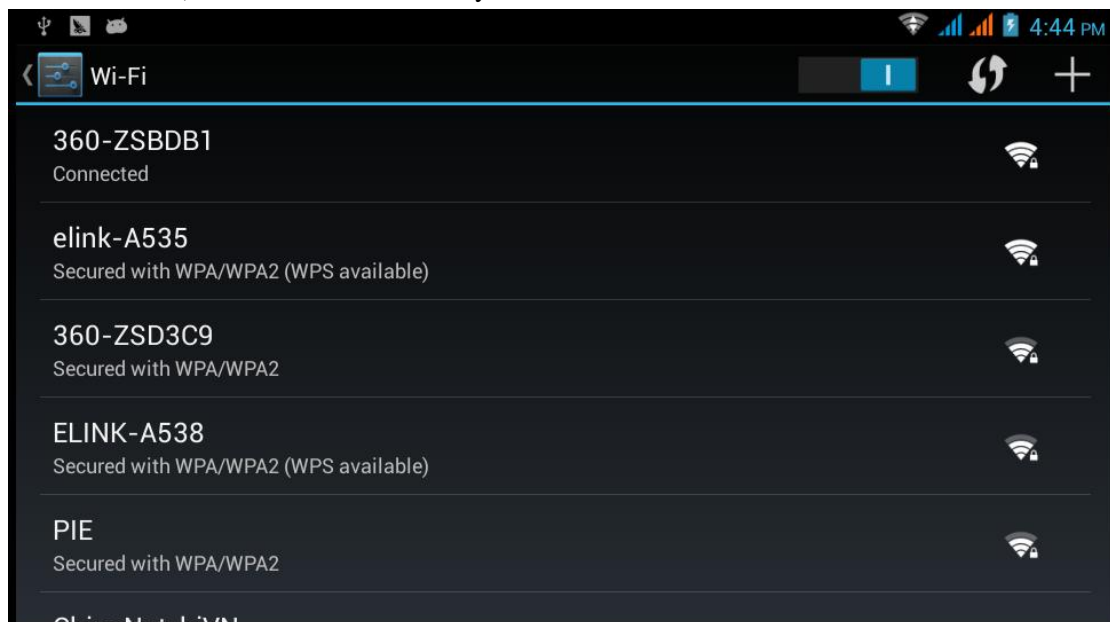 4:44 PM
Wi-Fi
360-ZSBDB1
Connected
elink-A535
Secured with WPA/WPA2 (WPS available)
360-ZSD3C9
Secured with WPA/WPA2
ELINK-A538
Secured with WPA/WPA2 (WPS available)
PIE
Secured with WPA/WPA2